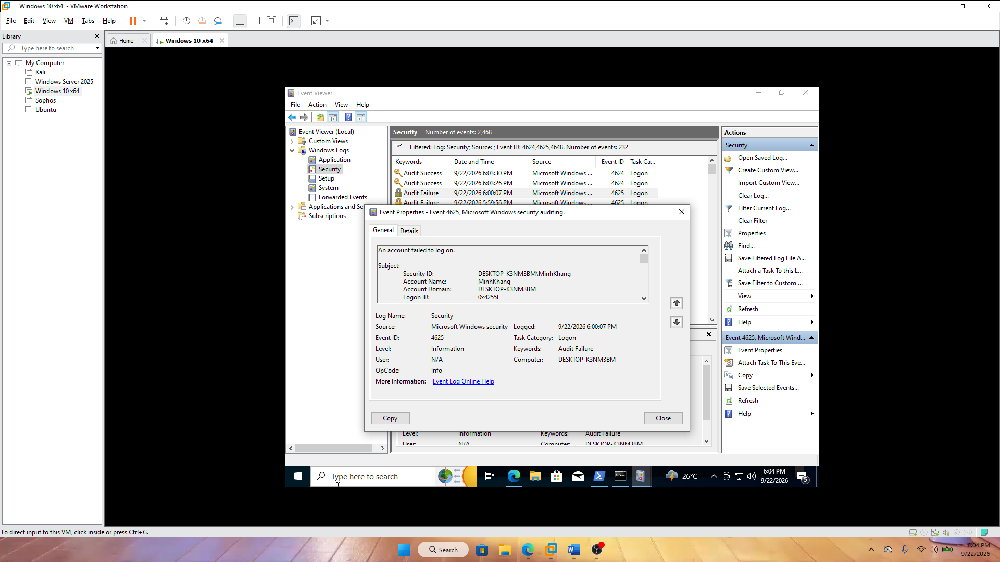 Windows 10 x64 - VMware Workstation
File Edit View VM Tabs Help
Library
Type here to search
My Computer
Kali
Windows Server 2025
Windows 10 x64
Sophos
Ubuntu
Home
Windows 10 x64
Event Viewer
File Action View Help
Event Viewer (Local)
Custom Views
Windows Logs
Application
Security
Setup
System
Forwarded Events
Applications and Se
Subscriptions
Security Number of events: 2,468
Filtered: Log: Security; Source: ; Event ID: 4624,4625,4648. Number of events: 232
Keywords Date and Time Source Event ID Task Ca...
Audit Success 9/22/2026 6:03:30 PM Microsoft Windows ... 4624 Logon
Audit Success 9/22/2026 6:03:26 PM Microsoft Windows ... 4624 Logon
Audit Failure 9/22/2026 6:00:07 PM Microsoft Windows ... 4625 Logon
Audit Failure 9/22/2026 5:59:56 PM Microsoft Windows ... 4625 Logon
Event Properties - Event 4625, Microsoft Windows security auditing.
General Details
An account failed to log on.
Subject:
Security ID: DESKTOP-K3NM3BM\MinhKhang
Account Name: MinhKhang
Account Domain: DESKTOP-K3NM3BM
Logon ID: 0x4255E
Log Name: Security
Source: Microsoft Windows security Logged: 9/22/2026 6:00:07 PM
Event ID: 4625 Task Category: Logon
Level: Information Keywords: Audit Failure
User: N/A Computer: DESKTOP-K3NM3BM
OpCode: Info
More Information: Event Log Online Help
Copy Close
Level: Information Keywords: Audit Failure
User: N/A Computer: DESKTOP-K3NM3BM
Actions
Security
Open Saved Log...
Create Custom View...
Import Custom View...
Clear Log...
Filter Current Log...
Clear Filter
Properties
Find...
Save Filtered Log File A...
Attach a Task To this L...
Save Filter to Custom ...
View
Refresh
Help
Event 4625, Microsoft Wind...
Event Properties
Attach Task To This Eve...
Copy
Save Selected Events...
Refresh
Help
Type here to search
26°C
6:04 PM
9/22/2026
5
To direct input to this VM, click inside or press Ctrl+G.
Search
6:04 PM
9/22/2026